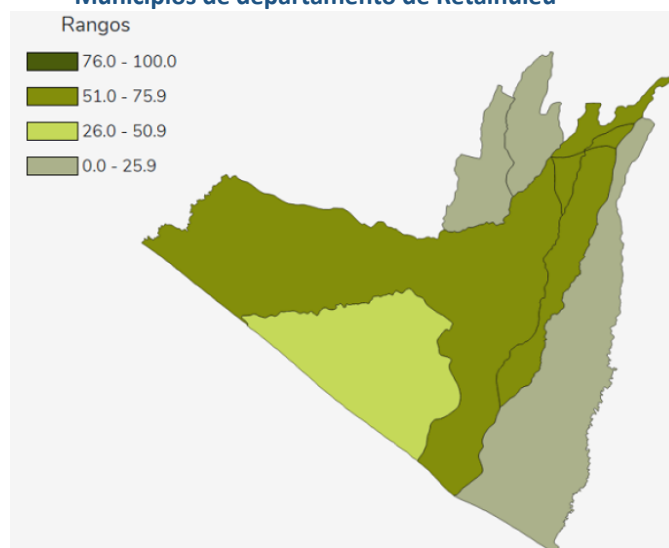 Municipios de departamento de Retalhuleu
Rangos
76.0 - 100.0
51.0 - 75.9
26.0 - 50.9
0.0 - 25.9